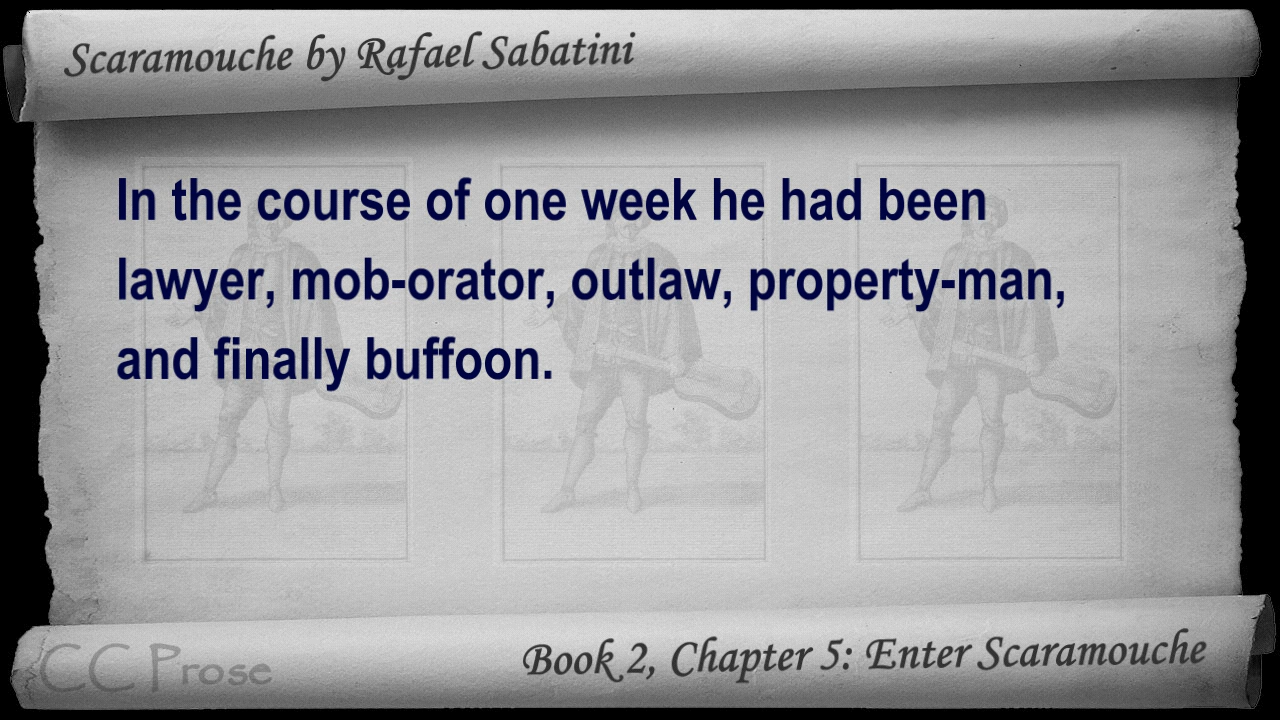 Scaramouche by Rafael Sabatini
In the course of one week he had been
lawyer, mob-orator, outlaw, property-man,
and finally buffoon.
CC Prose
Book 2, Chapter 5: Enter Scaramouche